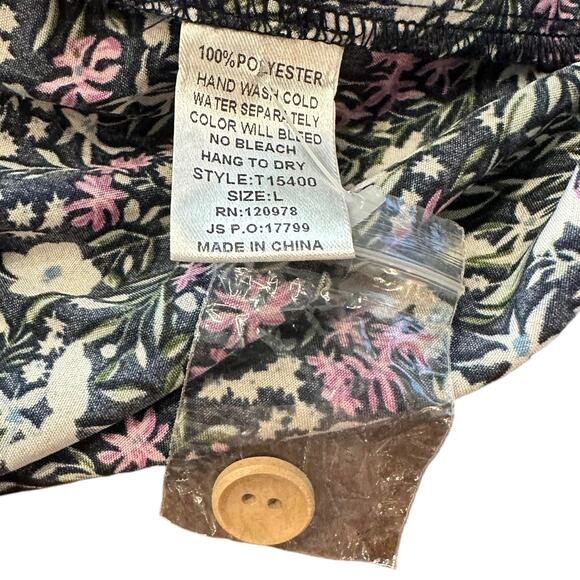 100%POLYESTER
HAND WASH COLD
WATER SEPARATELY
COLOR WILL BLEED
NO BLEACH
HANG TO DRY
STYLE:T15400
SIZE:L
RN:120978
JS P.O:17799
MADE IN CHINA